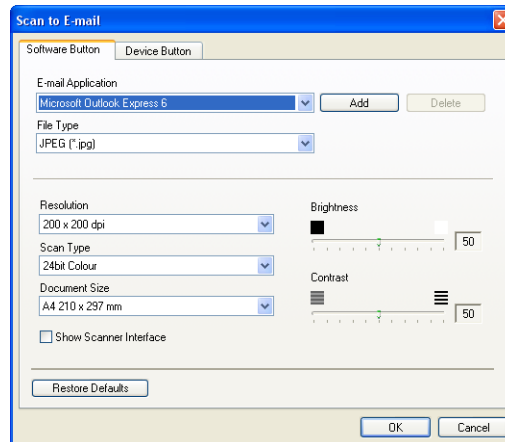 Scan to E-mail
Software Button
Device Button
E-mail Application
Microsoft Outlook Express 6
Add
Delete
File Type
JPEG (*.jpg)
Resolution
200 x 200 dpi
Scan Type
24bit Colour
Document Size
A4 210 x 297 mm
Show Scanner Interface
Brightness
50
Contrast
50
Restore Defaults
OK
Cancel